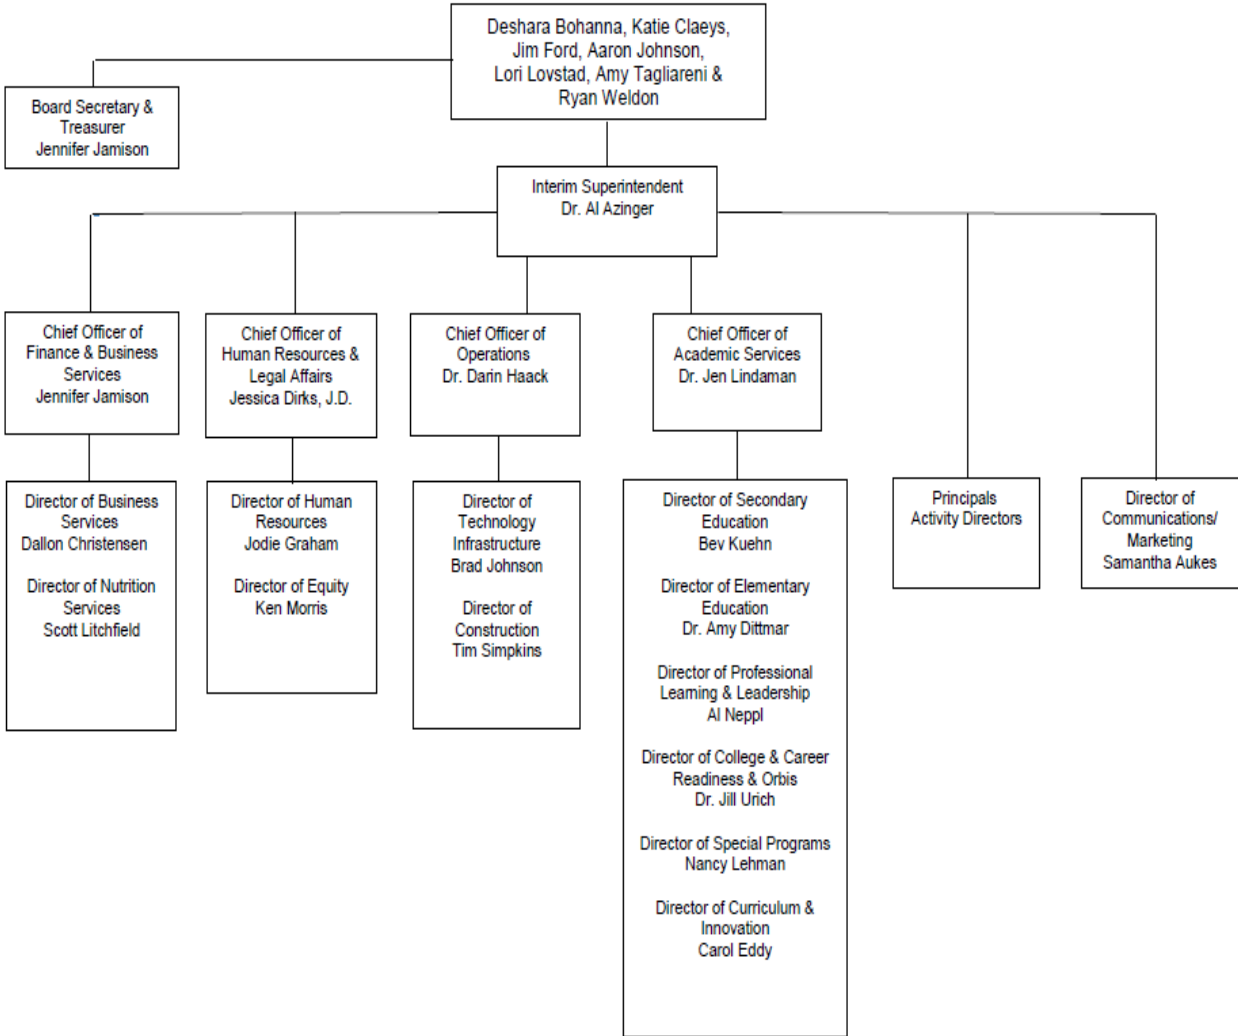 Deshara Bohanna, Katie Claeys,
Jim Ford, Aaron Johnson,
Lori Lovstad, Amy Tagliareni &
Ryan Weldon
Board Secretary &
Treasurer
Jennifer Jamison
Interim Superintendent
Dr. Al Azinger
Chief Officer of
Finance & Business
Services
Jennifer Jamison
Chief Officer of
Human Resources &
Legal Affairs
Jessica Dirks, J.D.
Chief Officer of
Operations
Dr. Darin Haack
Chief Officer of
Academic Services
Dr. Jen Lindaman
Director of Business
Services
Dallon Christensen
Director of Nutrition
Services
Scott Litchfield
Director of Human
Resources
Jodie Graham
Director of Equity
Ken Morris
Director of
Technology
Infrastructure
Brad Johnson
Director of
Construction
Tim Simpkins
Director of Secondary
Education
Bev Kuehn
Director of Elementary
Education
Dr. Amy Dittmar
Director of Professional
Learning & Leadership
Al Neppl
Director of College & Career
Readiness & Orbis
Dr. Jill Urich
Director of Special Programs
Nancy Lehman
Director of Curriculum &
Innovation
Carol Eddy
Principals
Activity Directors
Director of
Communications/
Marketing
Samantha Aukes